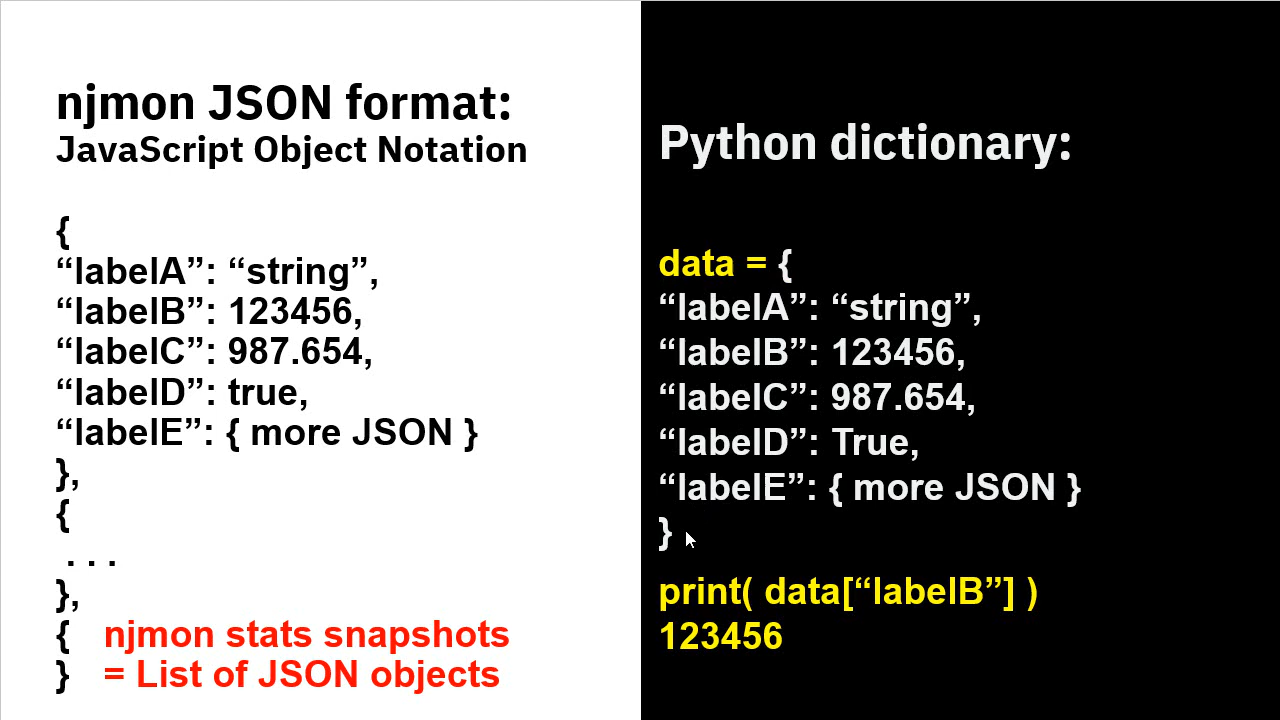 njmon JSON format:
JavaScript Object Notation
{
“labelA”: “string”,
“labelB”: 123456,
“labelC”: 987.654,
“labelD”: true,
“labelE”: { more JSON }
},
{
. . .
},
{ njmon stats snapshots
} = List of JSON objects
Python dictionary:
data = {
“labelA”: “string”,
“labelB”: 123456,
“labelC”: 987.654,
“labelD”: True,
“labelE”: { more JSON }
}
print( data[“labelB”] )
123456